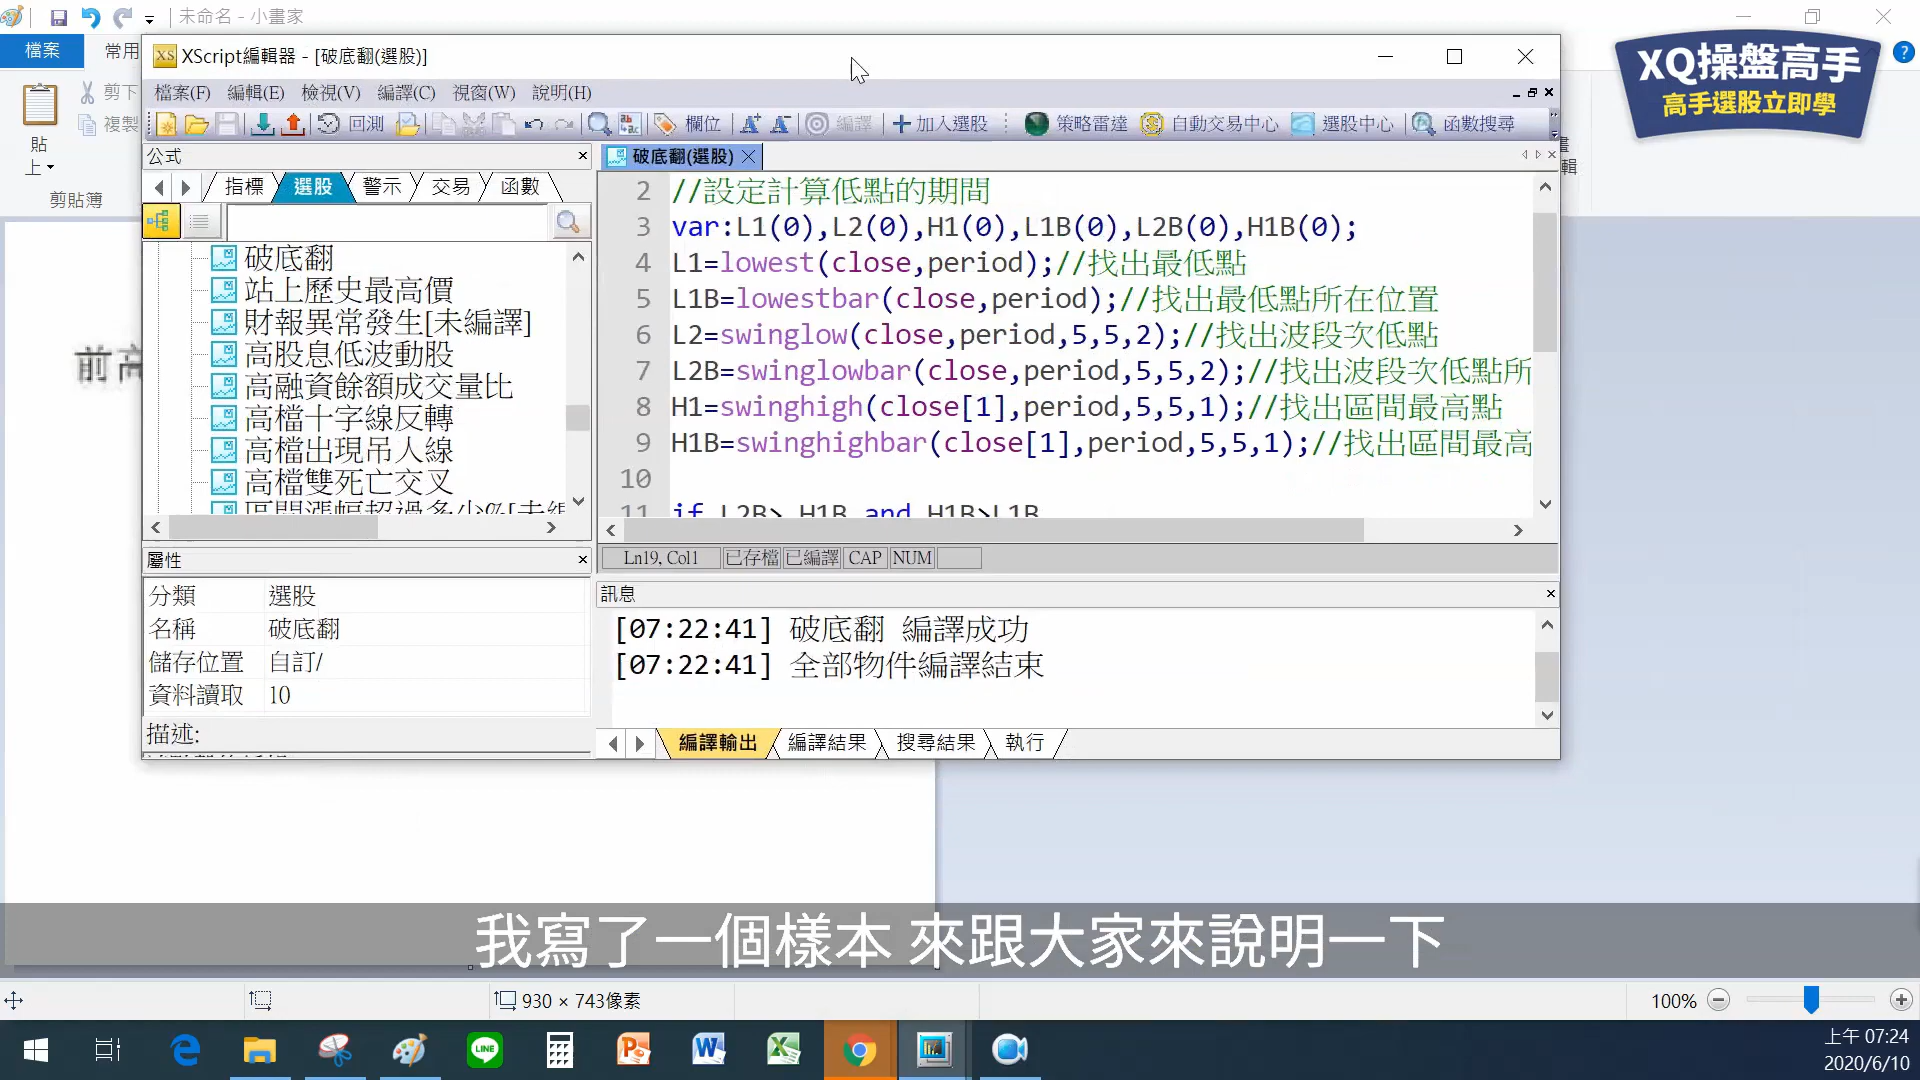 未命名 - 小畫家
檔案
常用
剪下
複製
貼
上
剪貼簿
前高
XScript編輯器 - [破底翻(選股)]
檔案(F) 編輯(E) 檢視(V) 編譯(C) 視窗(W) 說明(H)
回測 欄位 編譯 加入選股 策略雷達 自動交易中心 選股中心 函數搜尋
公式
指標 選股 警示 交易 函數
破底翻
站上歷史最高價
財報異常發生[未編譯]
高股息低波動股
高融資餘額成交量比
高檔十字線反轉
高檔出現吊人線
高檔雙死亡交叉
屬性
分類 選股
名稱 破底翻
儲存位置 自訂/
資料讀取 10
描述:
破底翻(選股)
2 //設定計算低點的期間
3 var:L1(0),L2(0),H1(0),L1B(0),L2B(0),H1B(0);
4 L1=lowest(close,period);//找出最低點
5 L1B=lowestbar(close,period);//找出最低點所在位置
6 L2=swinglow(close,period,5,5,2);//找出波段次低點
7 L2B=swinglowbar(close,period,5,5,2);//找出波段次低點所
8 H1=swinghigh(close[1],period,5,5,1);//找出區間最高點
9 H1B=swinghighbar(close[1],period,5,5,1);//找出區間最高
10
11 if L2B> H1B and H1B>L1B
Ln19, Col1 已存檔 已編譯 CAP NUM
訊息
[07:22:41] 破底翻 編譯成功
[07:22:41] 全部物件編譯結束
編譯輸出 編譯結果 搜尋結果 執行
XQ操盤高手
高手選股立即學
我寫了一個樣本 來跟大家來說明一下
930 × 743像素
100%
上午 07:24
2020/6/10